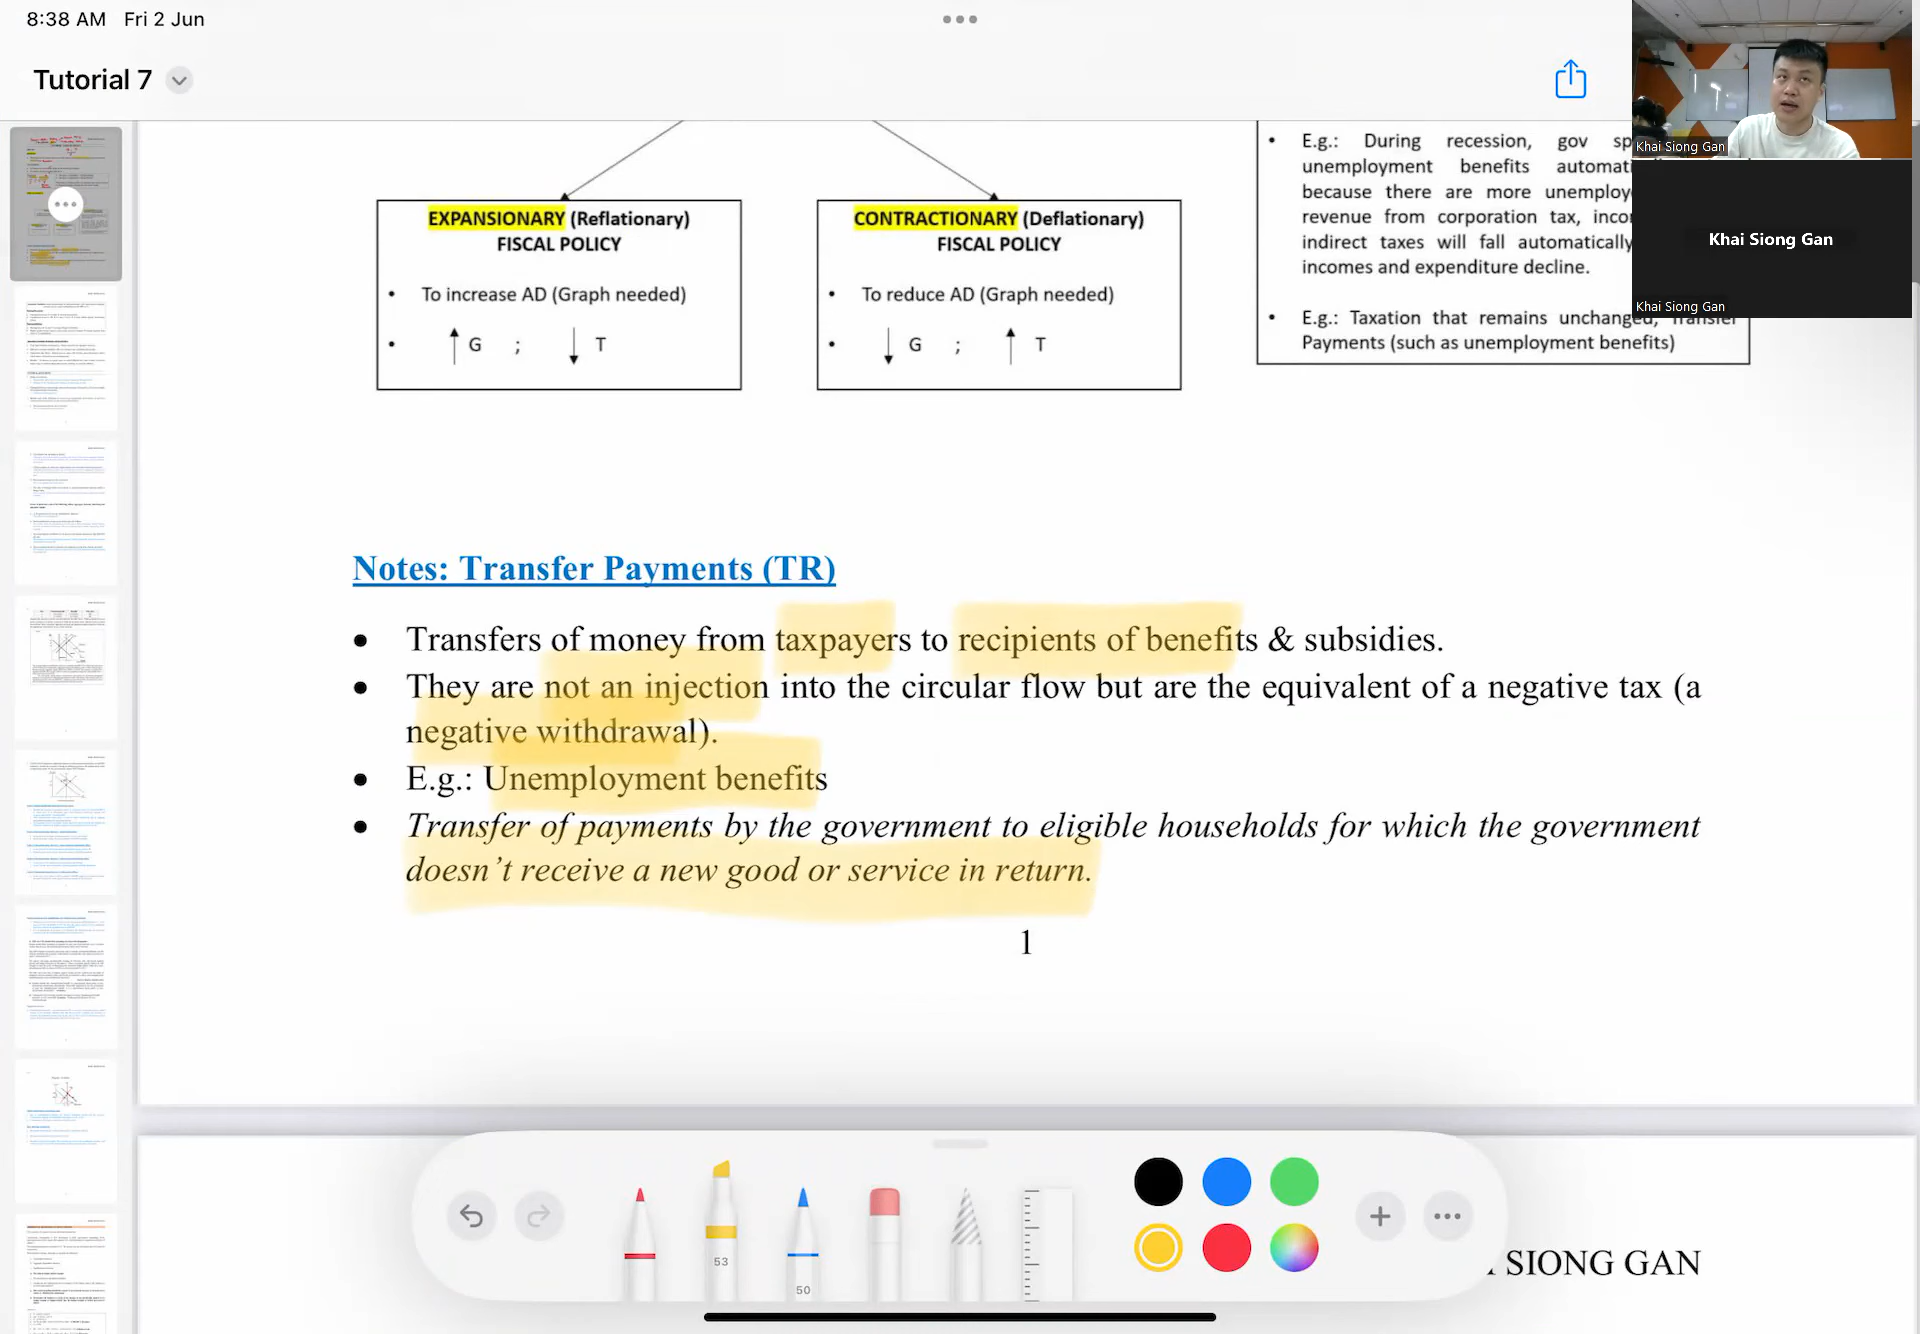 8:38 AM Fri 2 Jun
Tutorial 7
Khai Siong Gan
Khai Siong Gan
Khai Siong Gan
EXPANSIONARY (Reflationary)
FISCAL POLICY
• To increase AD (Graph needed)
• ↑ G ; ↓ T
CONTRACTIONARY (Deflationary)
FISCAL POLICY
• To reduce AD (Graph needed)
• ↓ G ; ↑ T
• E.g.: During recession, gov sp
unemployment benefits automati
because there are more unemploy
revenue from corporation tax, inco
indirect taxes will fall automatically
incomes and expenditure decline.
• E.g.: Taxation that remains unchanged, Transfer
Payments (such as unemployment benefits)
Notes: Transfer Payments (TR)
• Transfers of money from taxpayers to recipients of benefits & subsidies.
• They are not an injection into the circular flow but are the equivalent of a negative tax (a
negative withdrawal).
• E.g.: Unemployment benefits
• Transfer of payments by the government to eligible households for which the government
doesn't receive a new good or service in return.
1
53
50
SIONG GAN